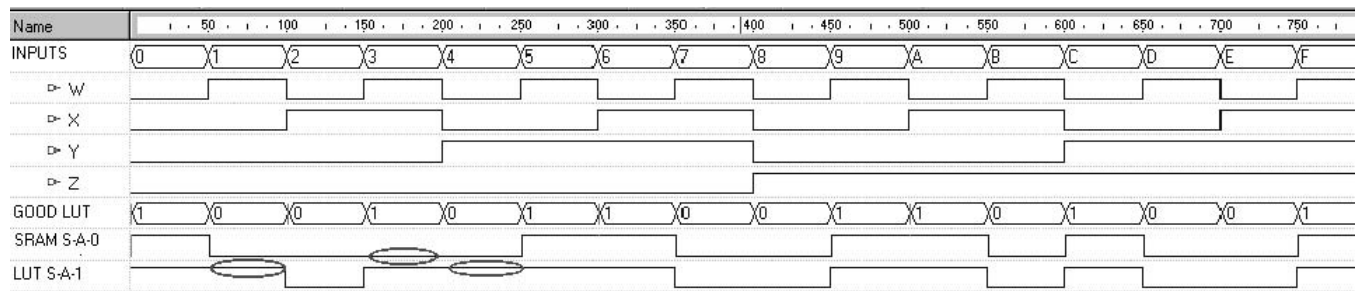 Name 50 100 150 200 250 300 350 400 450 500 550 600 650 700 750
INPUTS 0 1 2 3 4 5 6 7 8 9 A B C D E F
W
X
Y
Z
GOOD LUT 1 0 0 1 0 1 1 0 0 1 1 0 1 0 0 1
SRAM S-A-0
LUT S-A-1